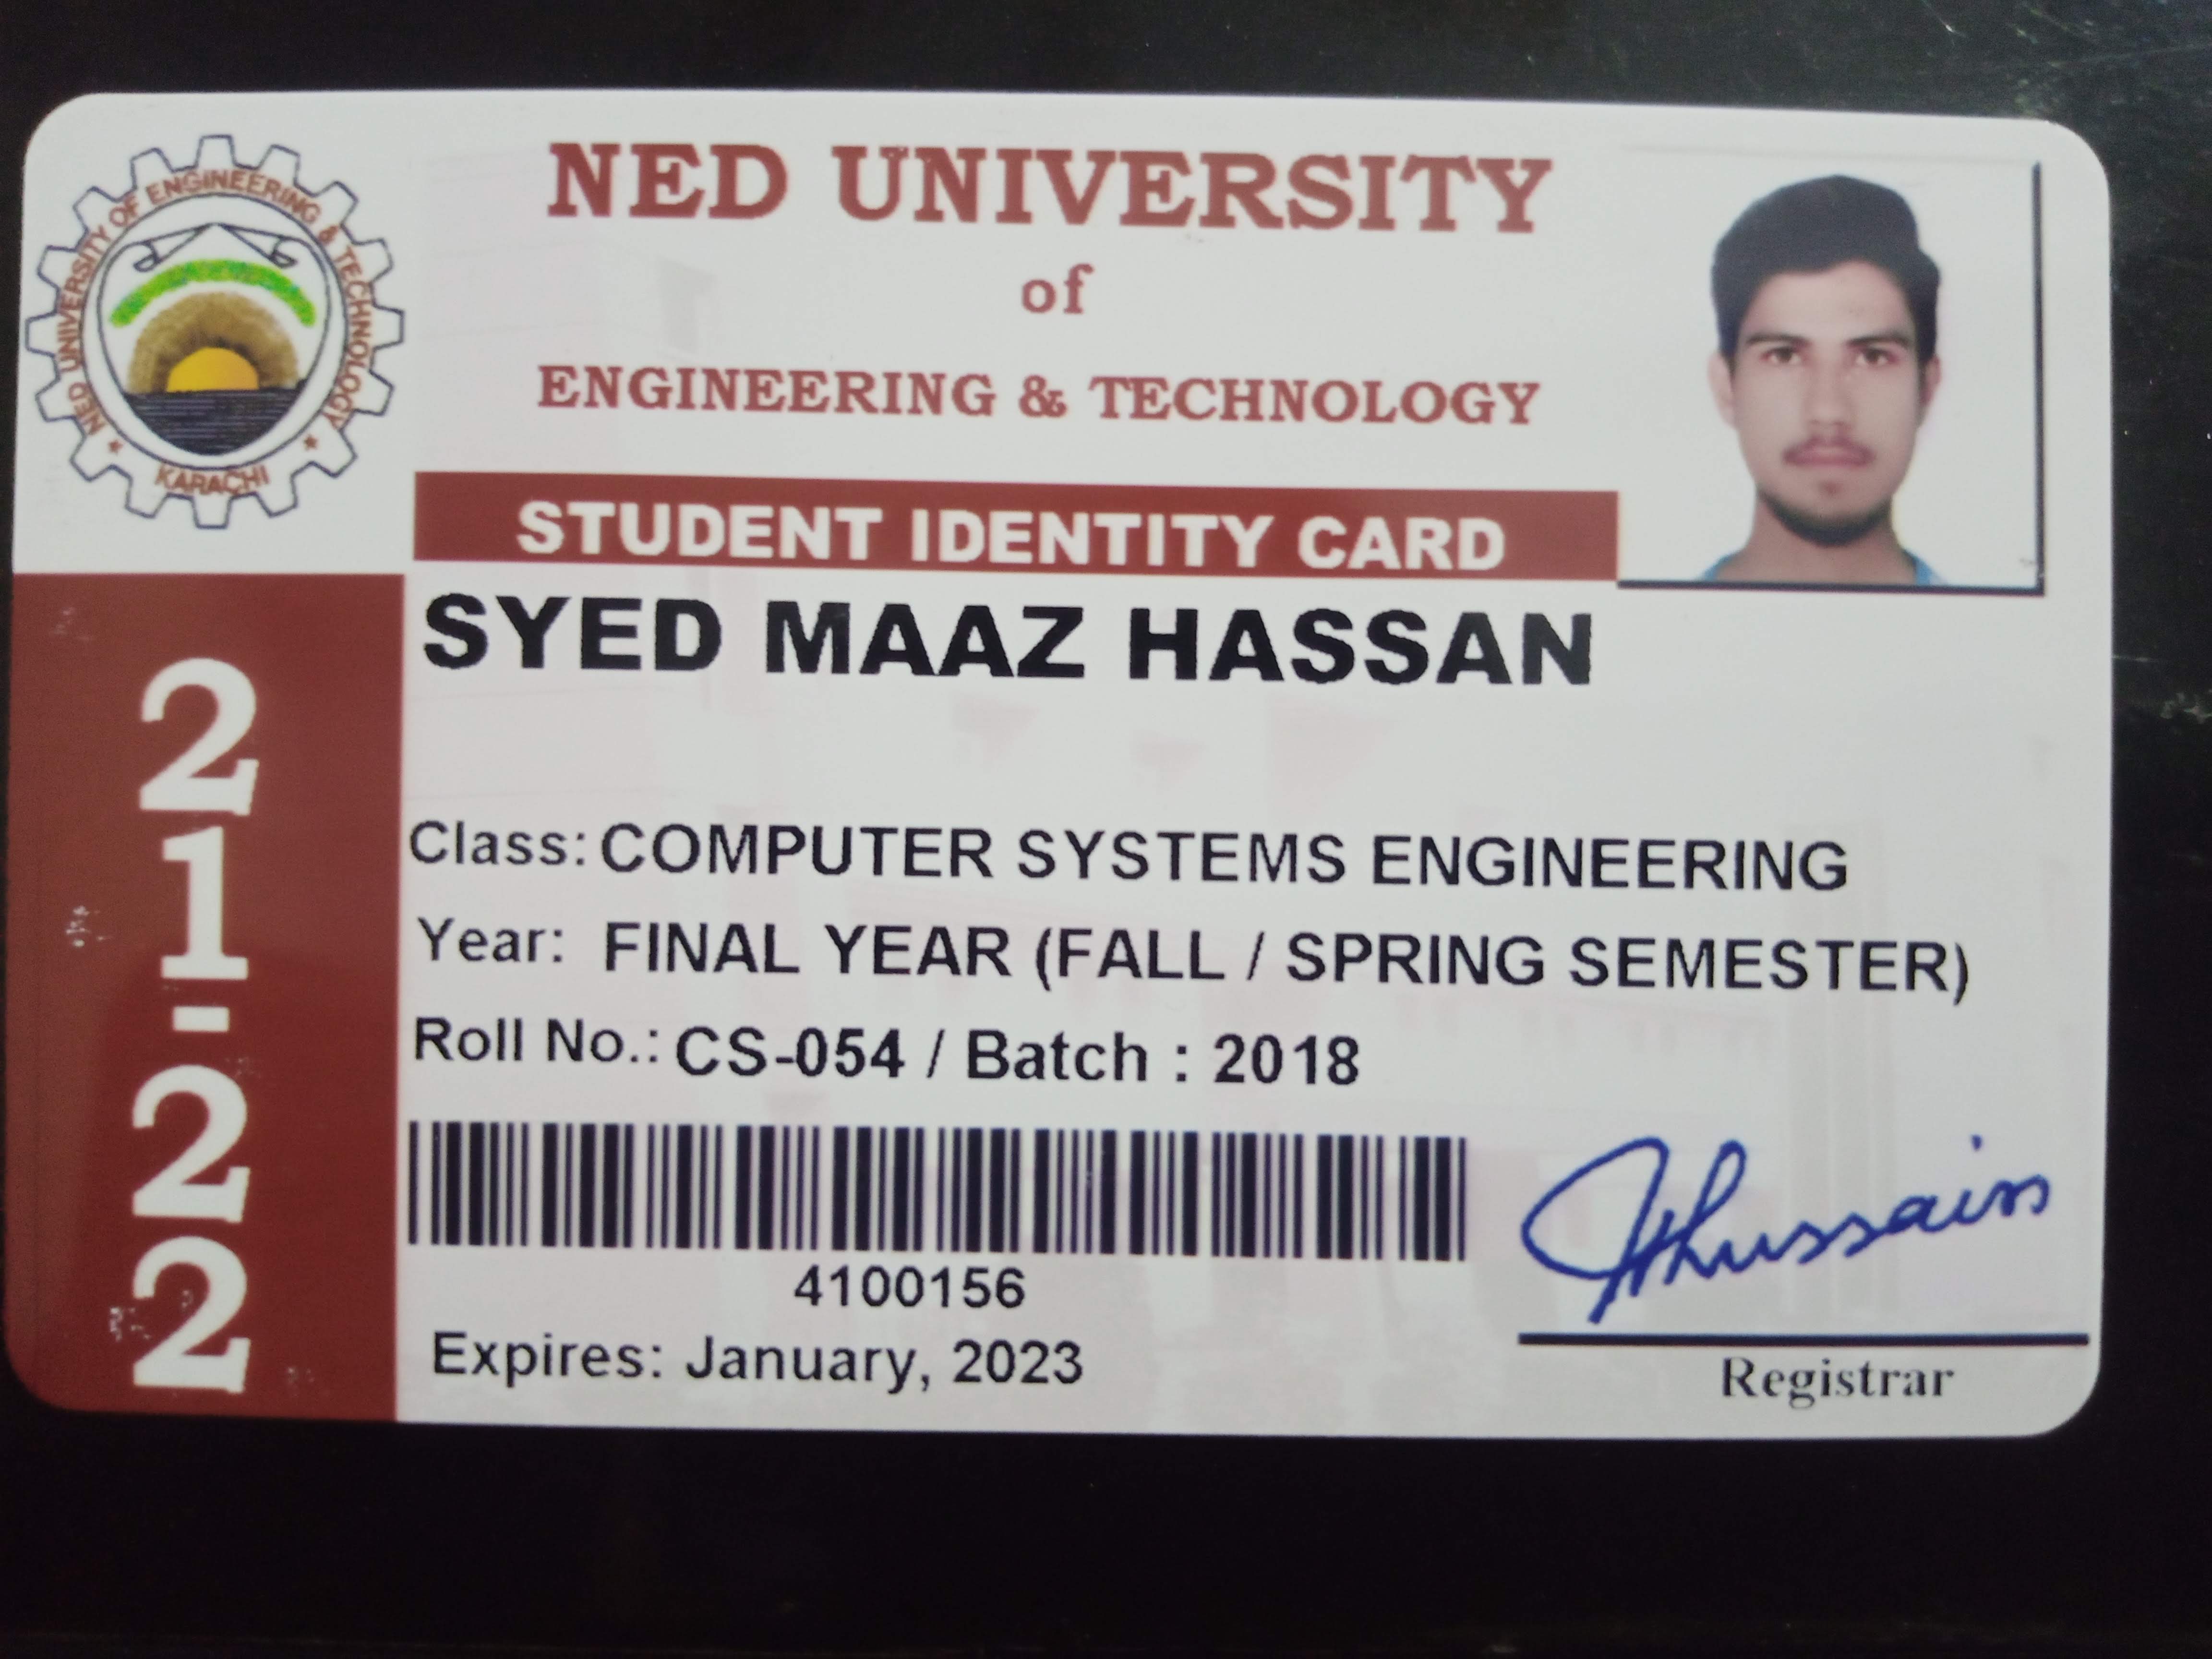 NED UNIVERSITY OF ENGINEERING & TECHNOLOGY
KARACHI
NED UNIVERSITY
of
ENGINEERING & TECHNOLOGY
STUDENT IDENTITY CARD
SYED MAAZ HASSAN
21-22
Class: COMPUTER SYSTEMS ENGINEERING
Year: FINAL YEAR (FALL / SPRING SEMESTER)
Roll No.: CS-054 / Batch : 2018
4100156
Expires: January, 2023
Registrar